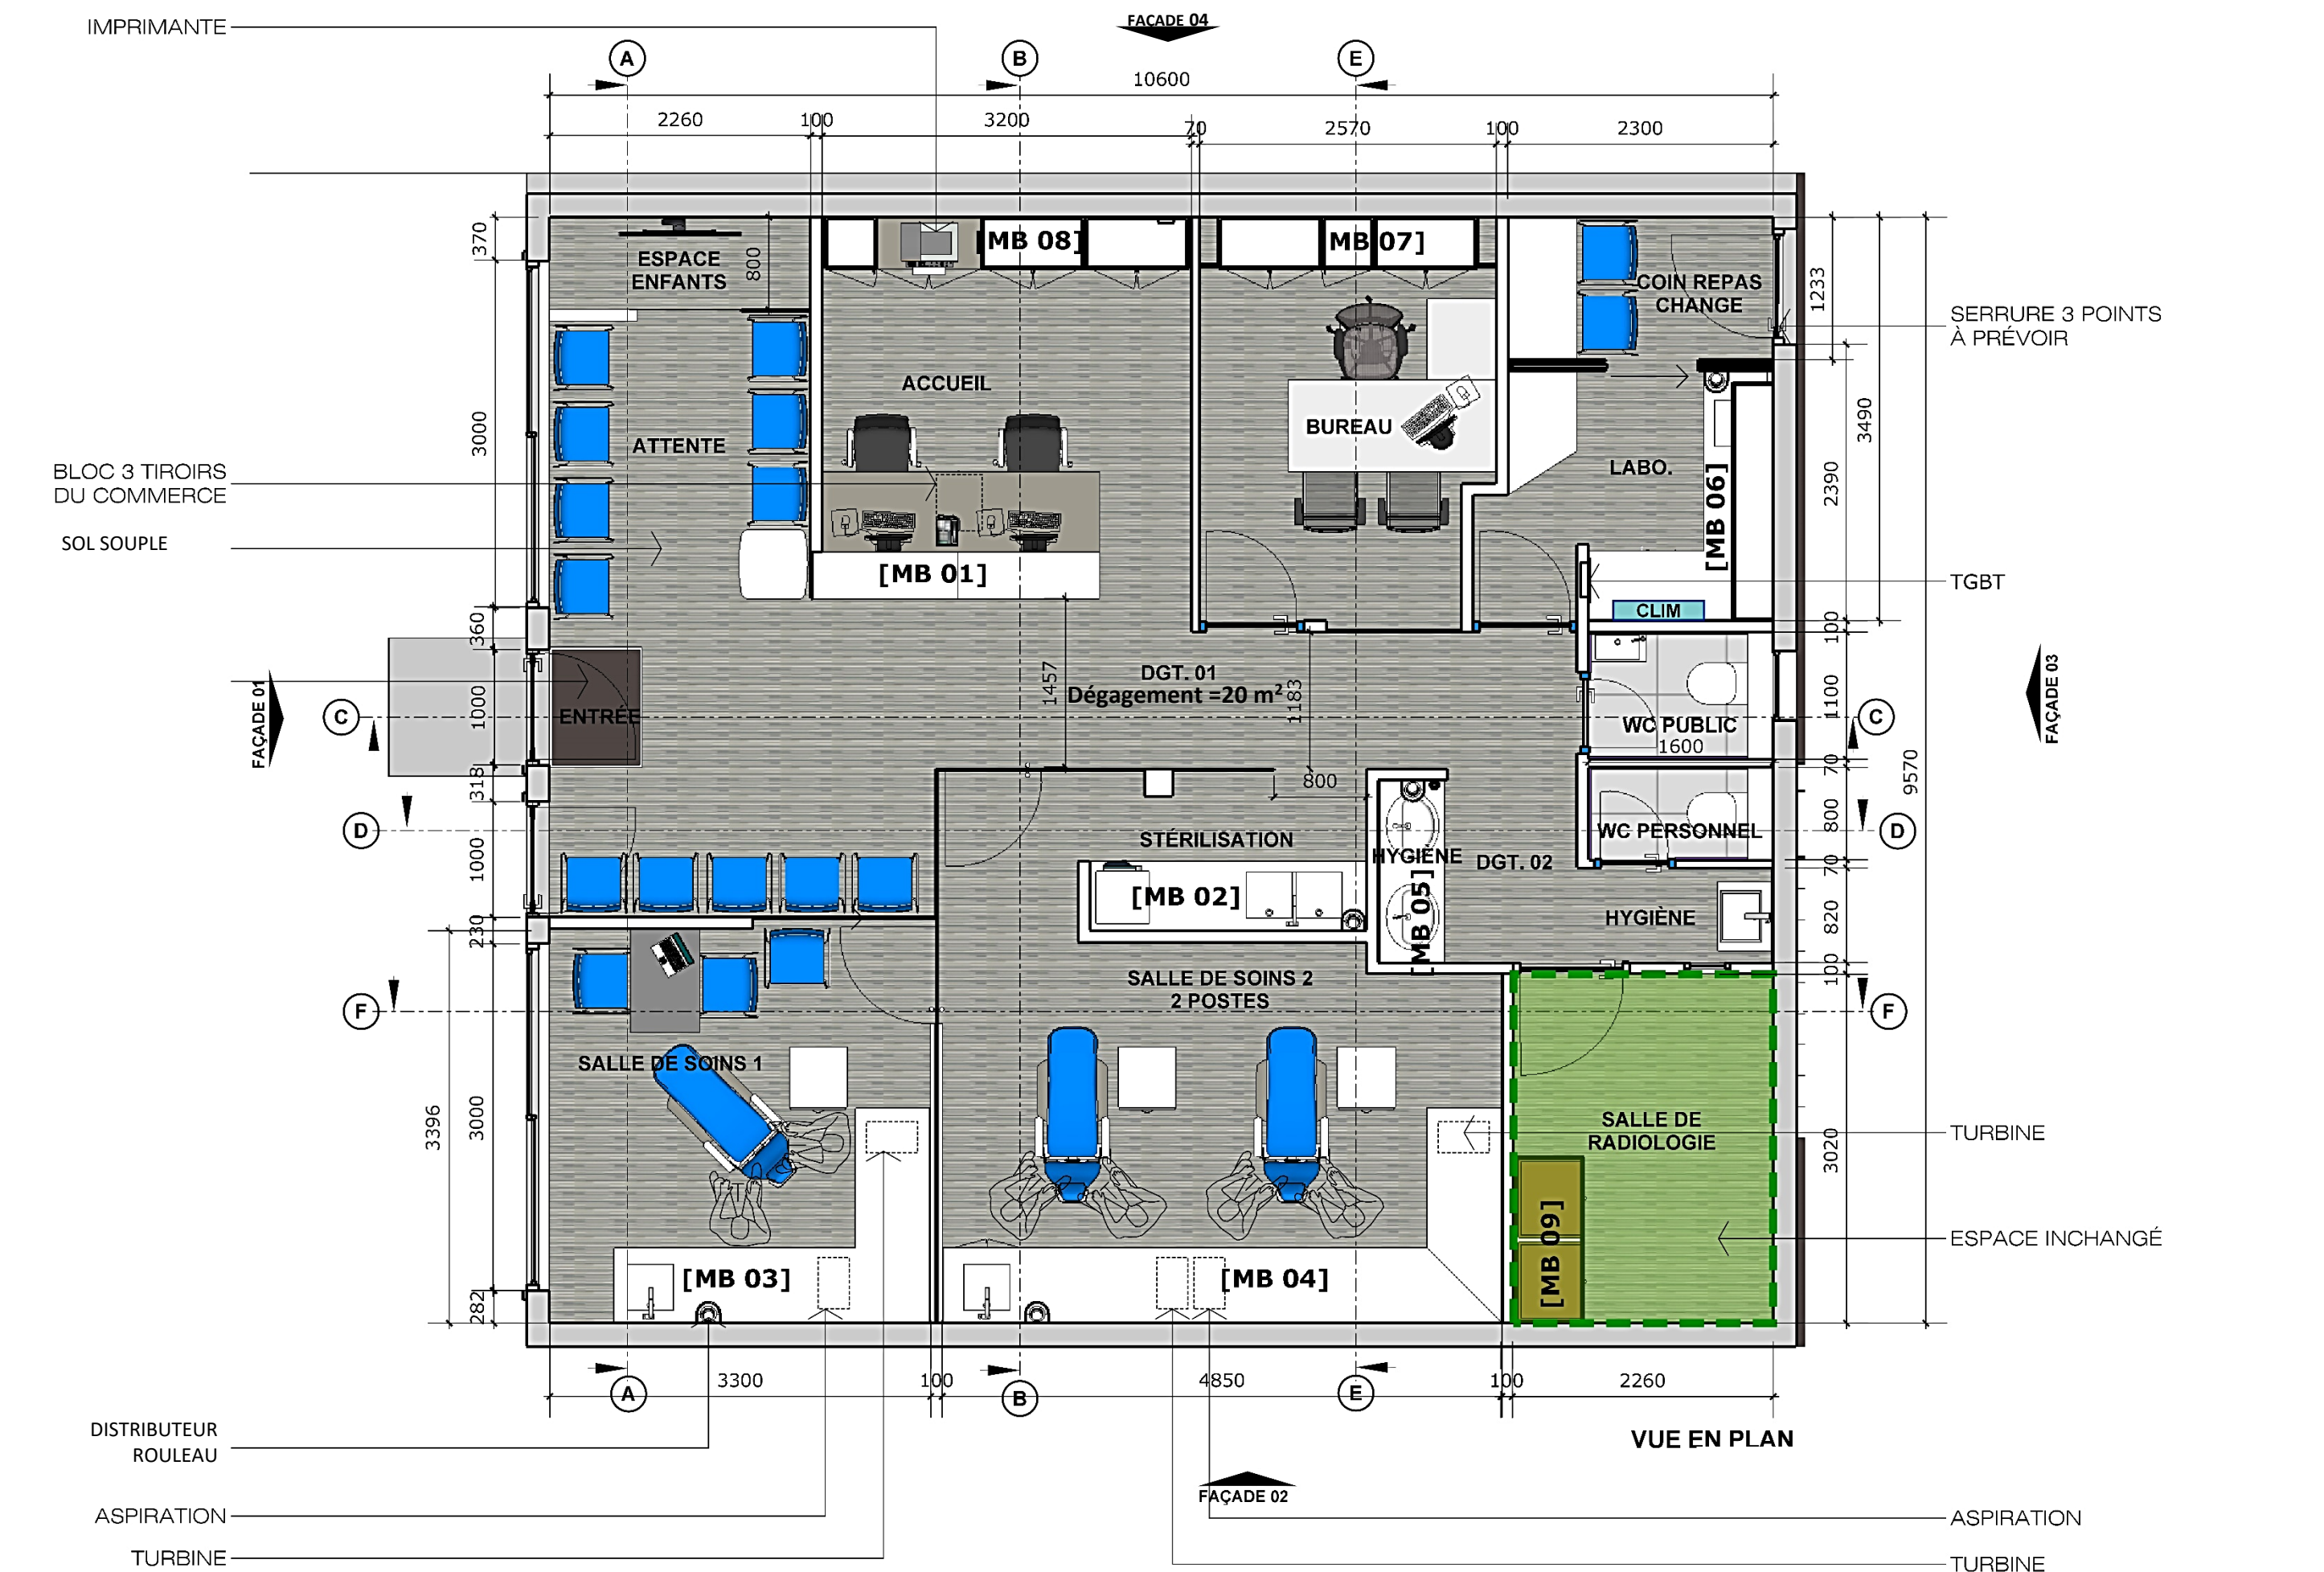 IMPRIMANTE
FAÇADE 04
A
B
E
10600
2260
100
3200
70
2570
100
2300
370
ESPACE
ENFANTS
800
[MB 08]
MB 07]
COIN REPAS
CHANGE
1233
SERRURE 3 POINTS
À PRÉVOIR
3000
ATTENTE
ACCUEIL
BUREAU
LABO.
[MB 06]
3490
2390
BLOC 3 TIROIRS
DU COMMERCE
SOL SOUPLE
[MB 01]
TGBT
CLIM
360
100
FAÇADE 01
1000
ENTRÉE
C
1457
DGT. 01
Dégagement =20 m²
1183
WC PUBLIC
1600
1100
C
FAÇADE 03
9570
318
70
800
D
STÉRILISATION
WC PERSONNEL
800
D
1000
HYGIÈNE
DGT. 02
70
[MB 02]
[MB 05]
HYGIÈNE
820
230
100
SALLE DE SOINS 2
2 POSTES
F
F
SALLE DE SOINS 1
3396
3000
SALLE DE
RADIOLOGIE
TURBINE
3020
[MB 09]
ESPACE INCHANGÉ
282
[MB 03]
[MB 04]
A
3300
100
B
4850
E
100
2260
DISTRIBUTEUR
ROULEAU
VUE EN PLAN
FAÇADE 02
ASPIRATION
ASPIRATION
TURBINE
TURBINE